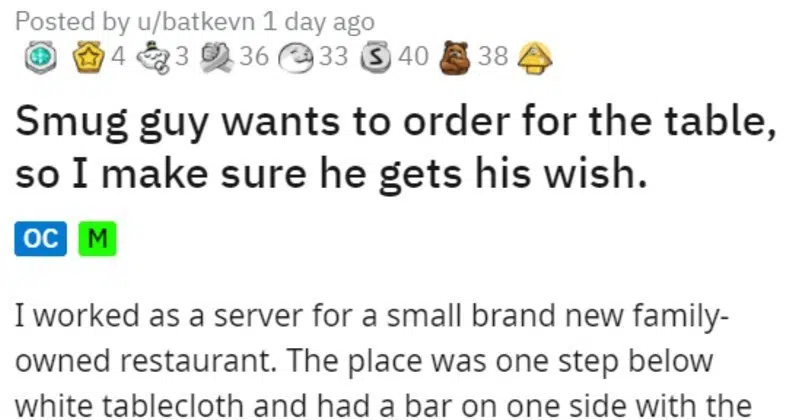 Posted by u/batkevn 1 day ago
4 3 36 33 S 40 38
Smug guy wants to order for the table,
so I make sure he gets his wish.
OC M
I worked as a server for a small brand new family-
owned restaurant. The place was one step below
white tablecloth and had a bar on one side with the